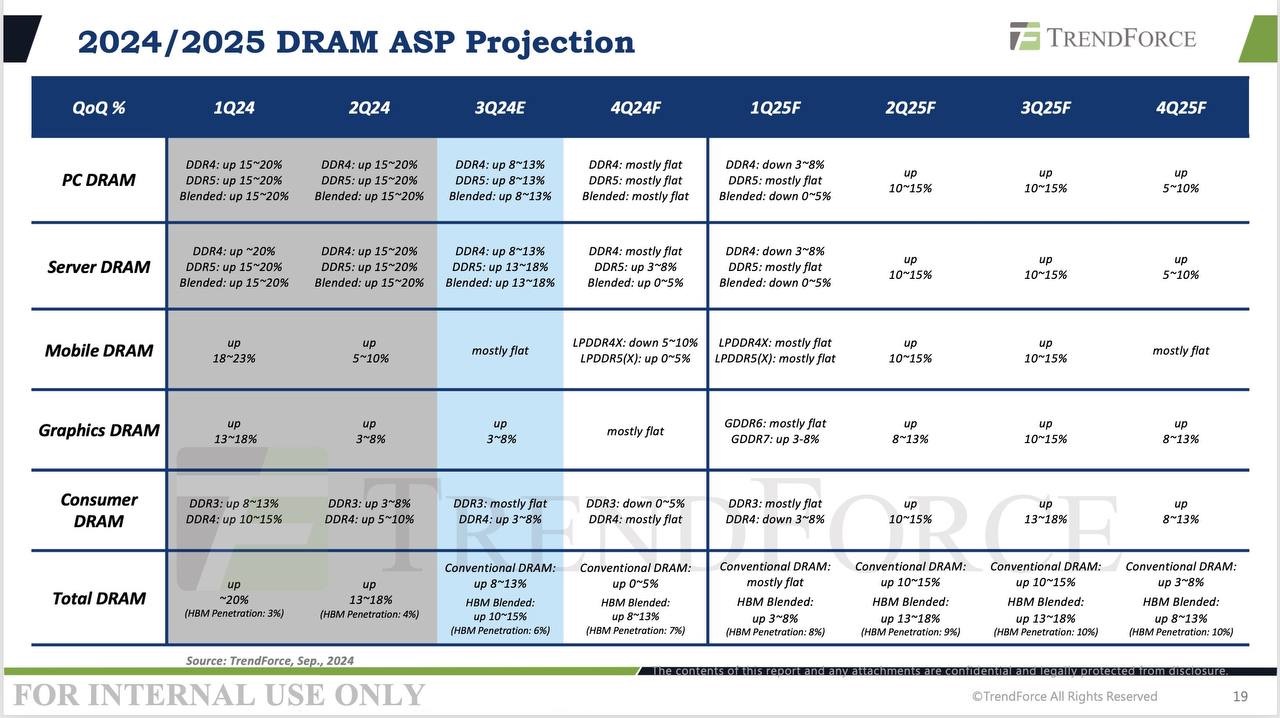 2024/2025 DRAM ASP Projection
TRENDFORCE
QoQ % 1Q24 2Q24 3Q24E 4Q24F 1Q25F 2Q25F 3Q25F 4Q25F
PC DRAM
DDR4: up 15~20%
DDR5: up 15~20%
Blended: up 15~20%
DDR4: up 15~20%
DDR5: up 15~20%
Blended: up 15~20%
DDR4: up 8~13%
DDR5: up 8~13%
Blended: up 8~13%
DDR4: mostly flat
DDR5: mostly flat
Blended: mostly flat
DDR4: down 3~8%
DDR5: mostly flat
Blended: down 0~5%
up
10~15%
up
10~15%
up
5~10%
Server DRAM
DDR4: up ~20%
DDR5: up 15~20%
Blended: up 15~20%
DDR4: up 15~20%
DDR5: up 15~20%
Blended: up 15~20%
DDR4: up 8~13%
DDR5: up 13~18%
Blended: up 13~18%
DDR4: mostly flat
DDR5: up 3~8%
Blended: up 0~5%
DDR4: down 3~8%
DDR5: mostly flat
Blended: down 0~5%
up
10~15%
up
10~15%
up
5~10%
Mobile DRAM
up
18~23%
up
5~10%
mostly flat
LPDDR4X: down 5~10%
LPDDR5(X): up 0~5%
LPDDR4X: mostly flat
LPDDR5(X): mostly flat
up
10~15%
up
10~15%
mostly flat
Graphics DRAM
up
13~18%
up
3~8%
up
3~8%
mostly flat
GDDR6: mostly flat
GDDR7: up 3-8%
up
8~13%
up
10~15%
up
8~13%
Consumer
DRAM
DDR3: up 8~13%
DDR4: up 10~15%
DDR3: up 3~8%
DDR4: up 5~10%
DDR3: mostly flat
DDR4: up 3~8%
DDR3: down 0~5%
DDR4: mostly flat
DDR3: mostly flat
DDR4: down 3~8%
up
10~15%
up
13~18%
up
8~13%
TRENDFORCE
Total DRAM
up
~20%
(HBM Penetration: 3%)
up
13~18%
(HBM Penetration: 4%)
Conventional DRAM:
up 8~13%
HBM Blended:
up 10~15%
(HBM Penetration: 6%)
Conventional DRAM:
up 0~5%
HBM Blended:
up 8~13%
(HBM Penetration: 7%)
Conventional DRAM:
mostly flat
HBM Blended:
up 3~8%
(HBM Penetration: 8%)
Conventional DRAM:
up 10~15%
HBM Blended:
up 13~18%
(HBM Penetration: 9%)
Conventional DRAM:
up 10~15%
HBM Blended:
up 13~18%
(HBM Penetration: 10%)
Conventional DRAM:
up 3~8%
HBM Blended:
up 8~13%
(HBM Penetration: 10%)
Source: TrendForce, Sep., 2024
The contents of this report and any attachments are confidential and legally protected from disclosure.
FOR INTERNAL USE ONLY
©TrendForce All Rights Reserved
19